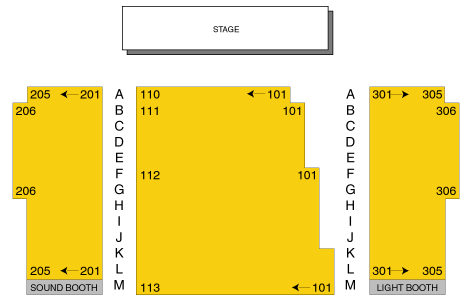 STAGE
205 ← 201 A 110 ← 101 A 301 → 305
206 B 111 101 B 306
C C
D D
E E
F 112 101 F
206 G G 306
H H
I I
J J
K K
205 ← 201 L L 301 → 305
SOUND BOOTH M 113 ← 101 M LIGHT BOOTH